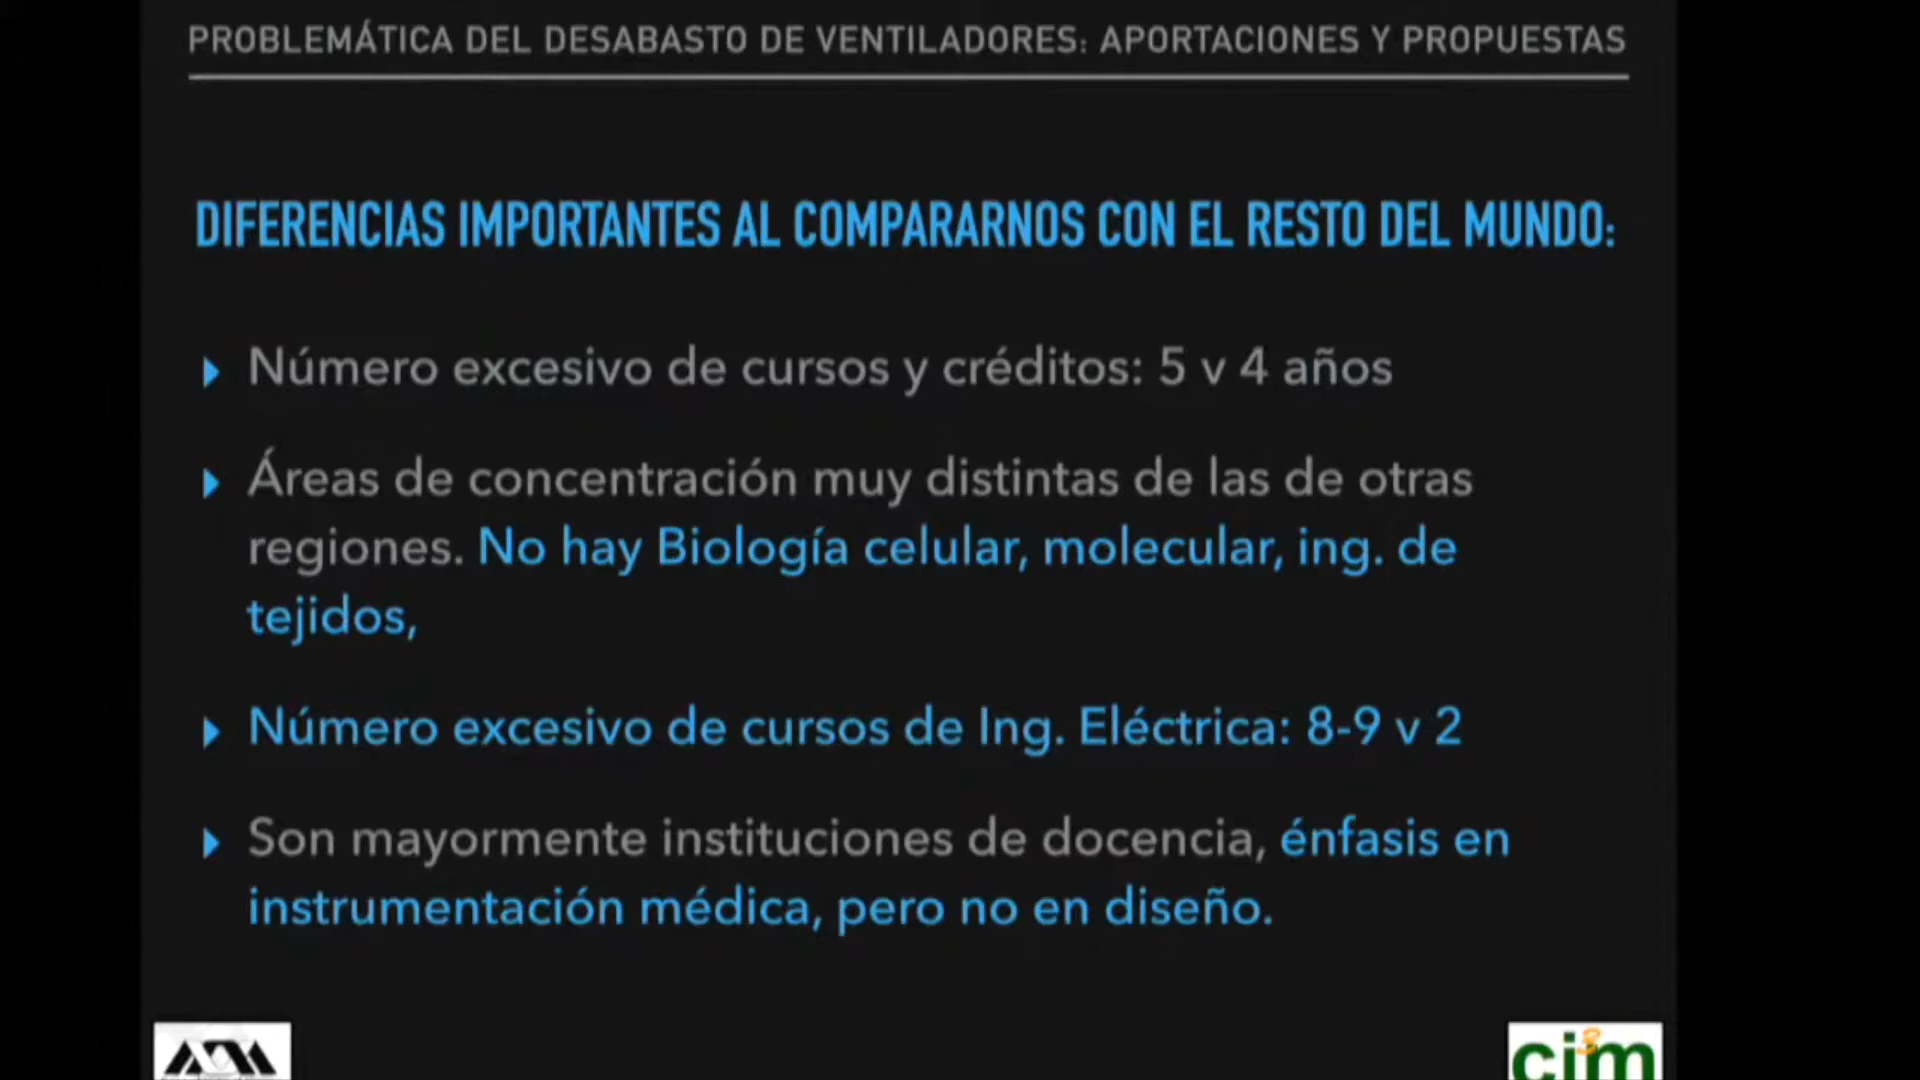 PROBLEMÁTICA DEL DESABASTO DE VENTILADORES: APORTACIONES Y PROPUESTAS
DIFERENCIAS IMPORTANTES AL COMPARARNOS CON EL RESTO DEL MUNDO:
Número excesivo de cursos y créditos: 5 v 4 años
Áreas de concentración muy distintas de las de otras
regiones. No hay Biología celular, molecular, ing. de
tejidos,
Número excesivo de cursos de Ing. Eléctrica: 8-9 v 2
Son mayormente instituciones de docencia, énfasis en
instrumentación médica, pero no en diseño.
ci3m